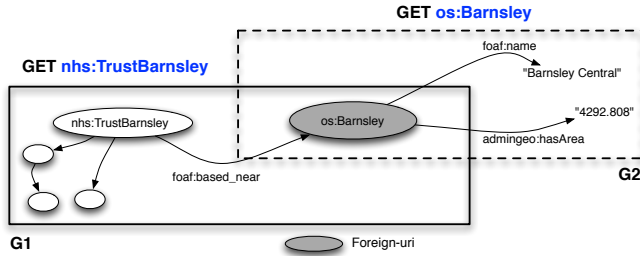 GET os:Barnsley
foaf:name
GET nhs:TrustBarnsley
"Barnsley Central"
"4292.808"
nhs:TrustBarnsley
os:Barnsley
admingeo:hasArea
foaf:based_near
G2
G1
Foreign-uri